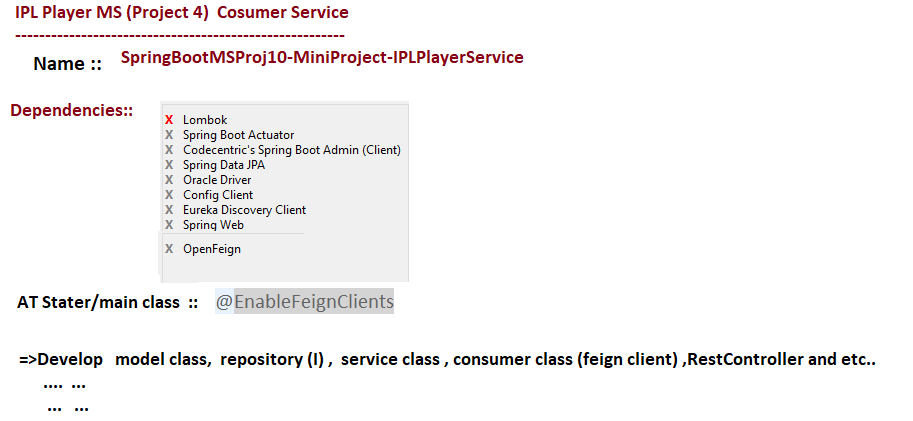 IPL Player MS (Project 4)  Cosumer Service
-------------------------------------------------------
Name ::  SpringBootMSProj10-MiniProject-IPLPlayerService
Dependencies::
X Lombok
X Spring Boot Actuator
X Codecentric's Spring Boot Admin (Client)
X Spring Data JPA
X Oracle Driver
X Config Client
X Eureka Discovery Client
X Spring Web
X OpenFeign
AT Stater/main class  ::   @EnableFeignClients
=>Develop   model class,  repository (I) ,  service class , consumer class (feign client) ,RestController and etc..
....  ...
...   ...